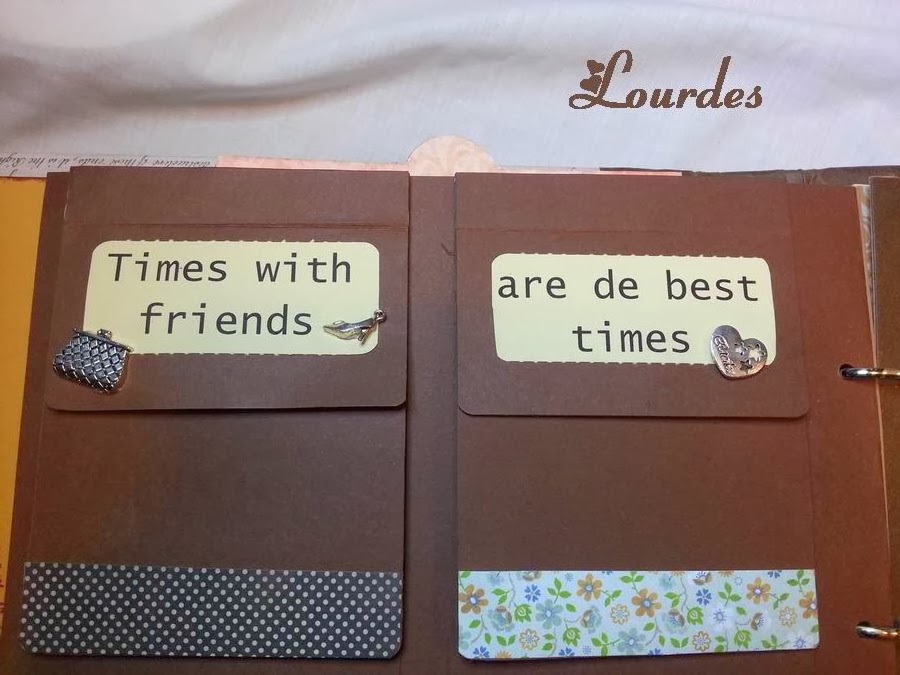 Lourdes
Times with
friends
are de best
times